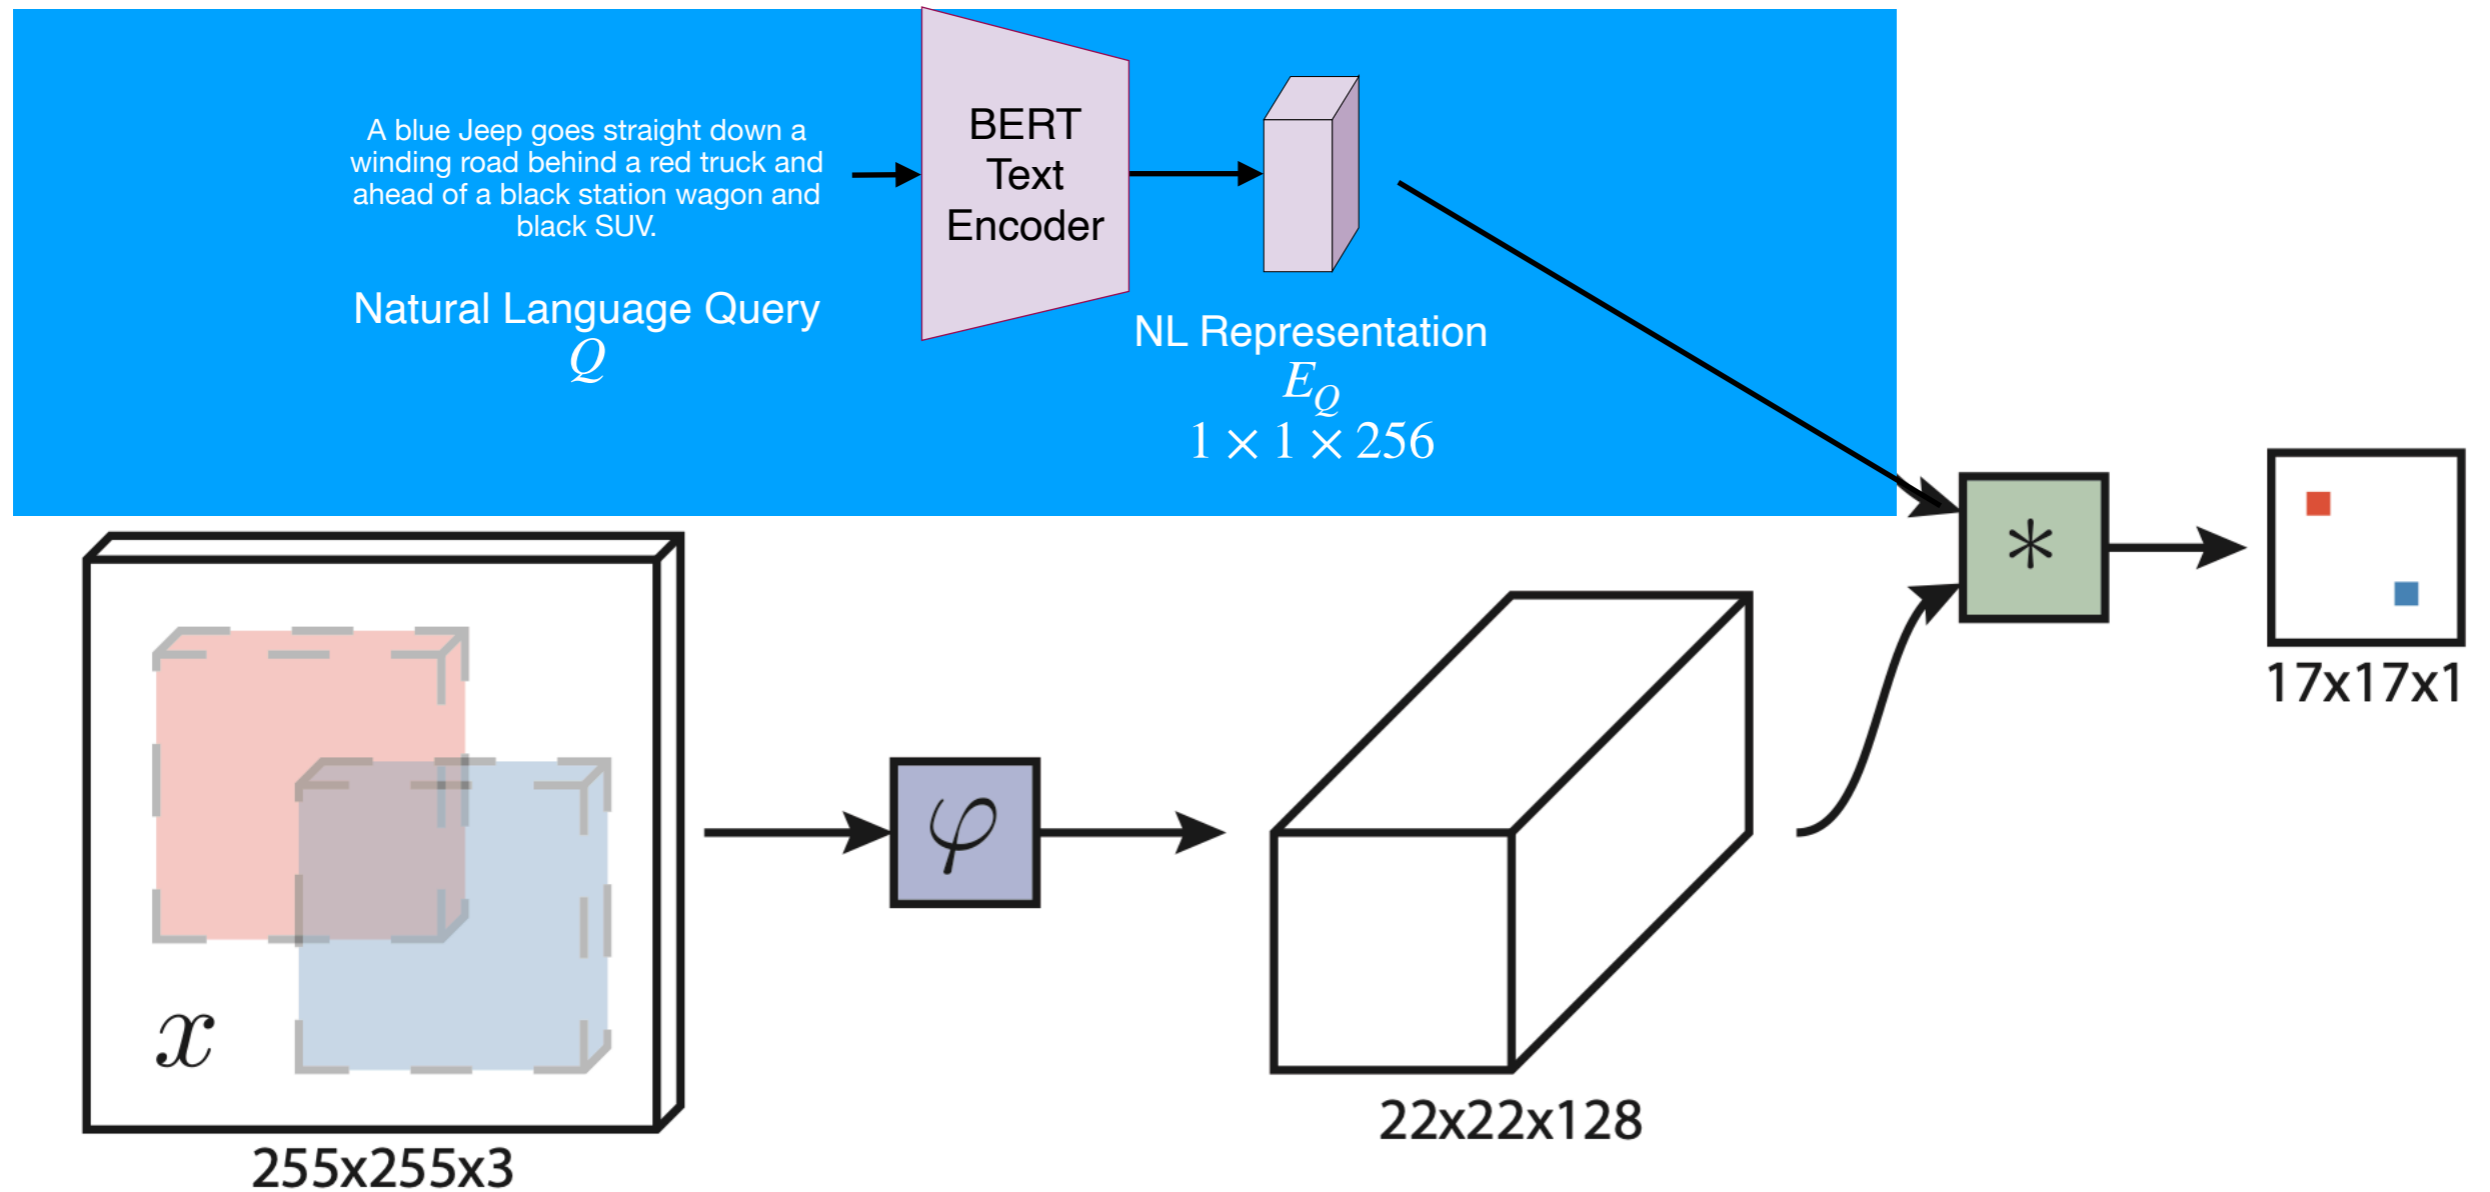 A blue Jeep goes straight down a
winding road behind a red truck and
ahead of a black station wagon and
black SUV.
Natural Language Query
Q
BERT
Text
Encoder
NL Representation
E_Q
1 × 1 × 256
*
17x17x1
x
255x255x3
φ
22x22x128